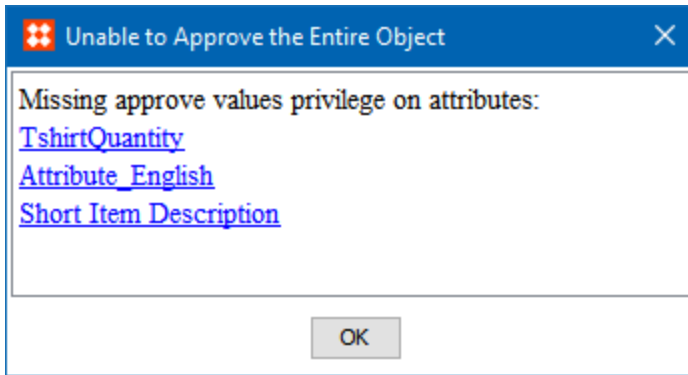 Unable to Approve the Entire Object
Missing approve values privilege on attributes:
TshirtQuantity
Attribute_English
Short Item Description
OK